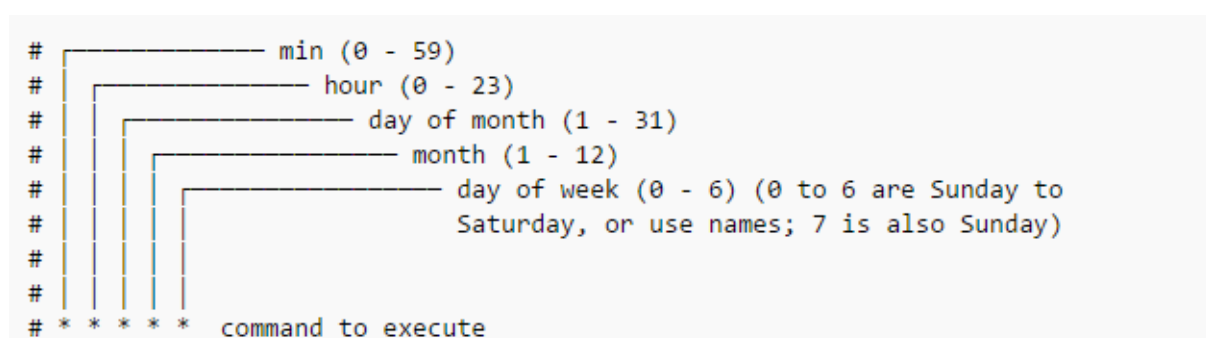 # ┌───────────── min (0 - 59)
# │ ┌────────────── hour (0 - 23)
# │ │ ┌─────────────── day of month (1 - 31)
# │ │ │ ┌──────────────── month (1 - 12)
# │ │ │ │ ┌───────────────── day of week (0 - 6) (0 to 6 are Sunday to
# │ │ │ │ │                  Saturday, or use names; 7 is also Sunday)
# │ │ │ │ │
# │ │ │ │ │
# * * * * *  command to execute